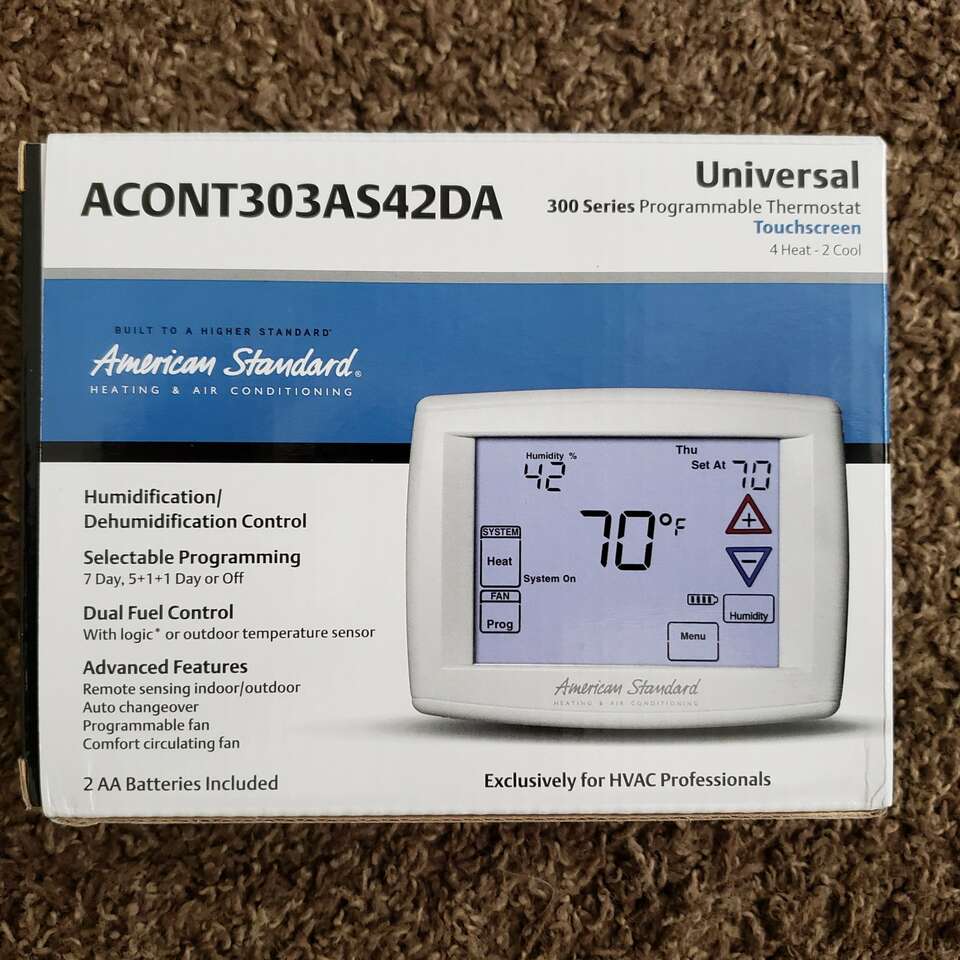 ACONT303AS42DA
Universal
300 Series Programmable Thermostat
Touchscreen
4 Heat - 2 Cool
BUILT TO A HIGHER STANDARD
American Standard®
HEATING & AIR CONDITIONING
Humidification/
Dehumidification Control
Selectable Programming
7 Day, 5+1+1 Day or Off
Dual Fuel Control
With logic* or outdoor temperature sensor
Advanced Features
Remote sensing indoor/outdoor
Auto changeover
Programmable fan
Comfort circulating fan
2 AA Batteries Included
Humidity %
42
Thu
Set At 70
70°F
+
SYSTEM
Heat
System On
−
FAN
Prog
Humidity
Menu
American Standard
HEATING & AIR CONDITIONING
Exclusively for HVAC Professionals